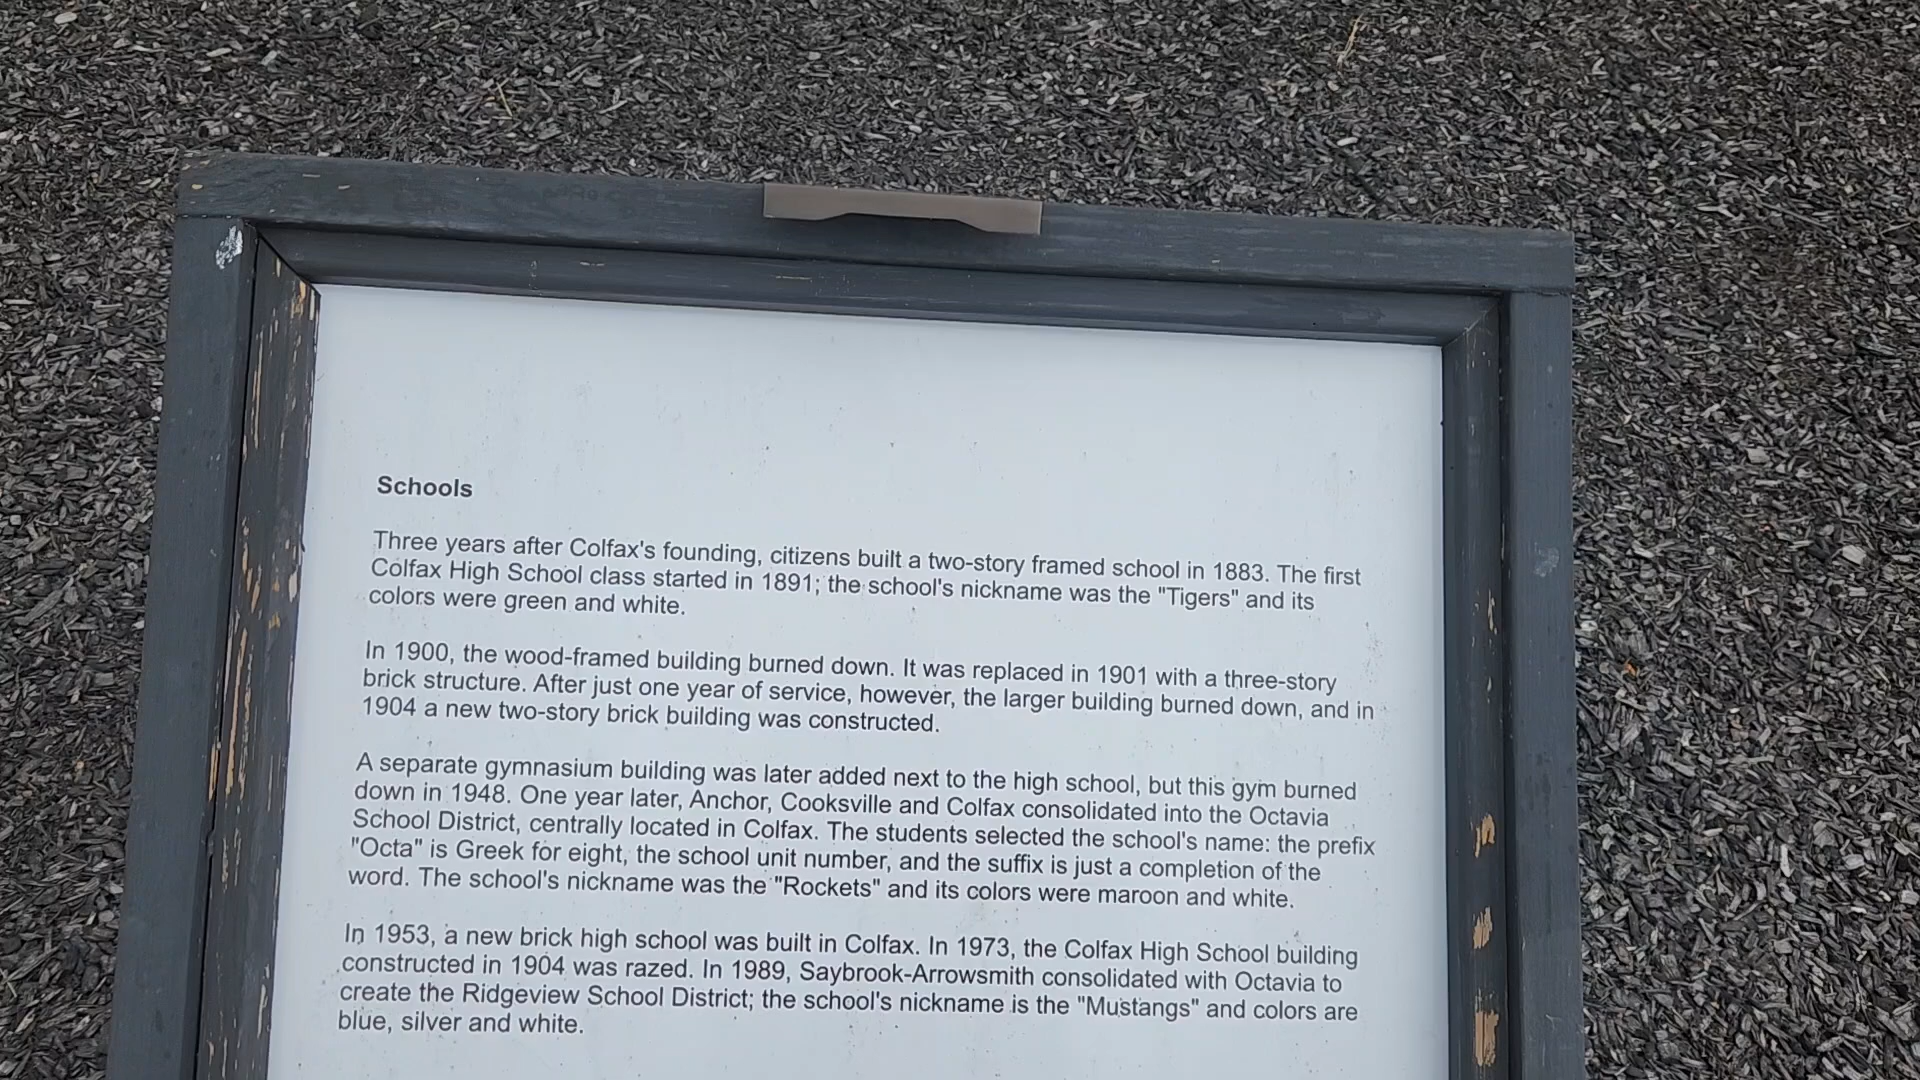 Schools
Three years after Colfax's founding, citizens built a two-story framed school in 1883. The first
Colfax High School class started in 1891; the school's nickname was the "Tigers" and its
colors were green and white.
In 1900, the wood-framed building burned down. It was replaced in 1901 with a three-story
brick structure. After just one year of service, however, the larger building burned down, and in
1904 a new two-story brick building was constructed.
A separate gymnasium building was later added next to the high school, but this gym burned
down in 1948. One year later, Anchor, Cooksville and Colfax consolidated into the Octavia
School District, centrally located in Colfax. The students selected the school's name: the prefix
"Octa" is Greek for eight, the school unit number, and the suffix is just a completion of the
word. The school's nickname was the "Rockets" and its colors were maroon and white.
In 1953, a new brick high school was built in Colfax. In 1973, the Colfax High School building
constructed in 1904 was razed. In 1989, Saybrook-Arrowsmith consolidated with Octavia to
create the Ridgeview School District; the school's nickname is the "Mustangs" and colors are
blue, silver and white.